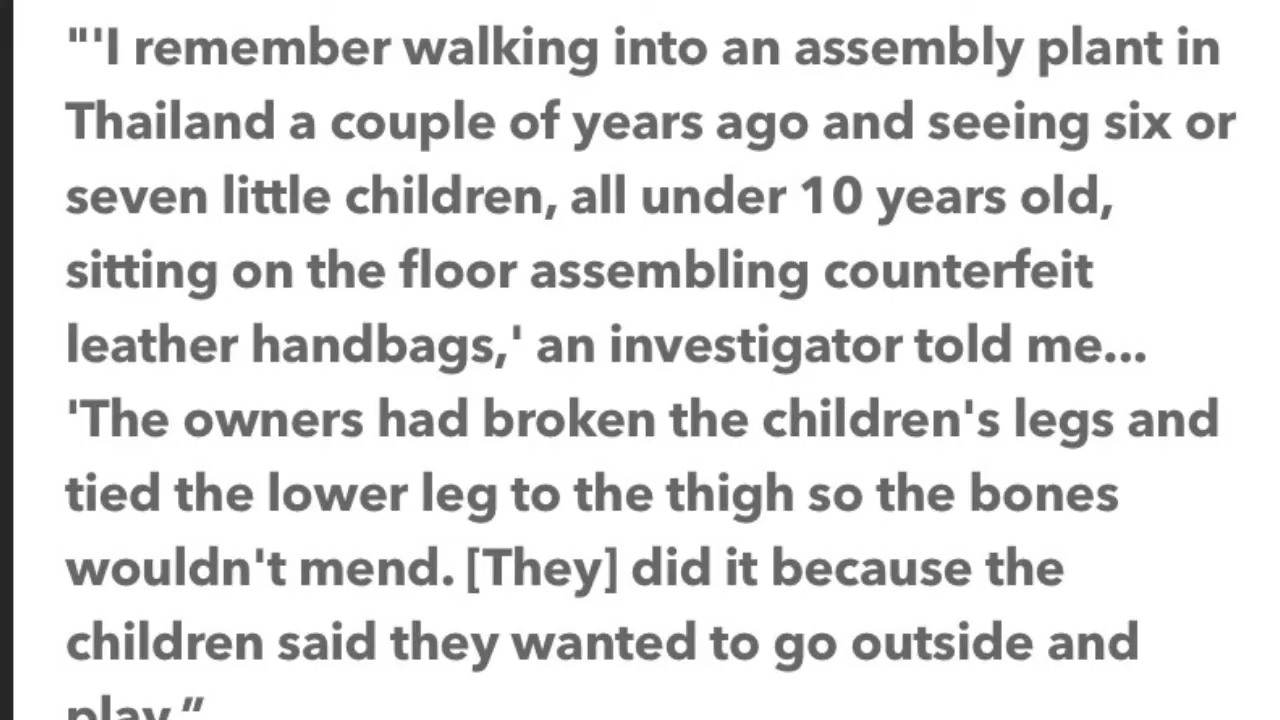 "'I remember walking into an assembly plant in
Thailand a couple of years ago and seeing six or
seven little children, all under 10 years old,
sitting on the floor assembling counterfeit
leather handbags,' an investigator told me...
'The owners had broken the children's legs and
tied the lower leg to the thigh so the bones
wouldn't mend. [They] did it because the
children said they wanted to go outside and
play.”